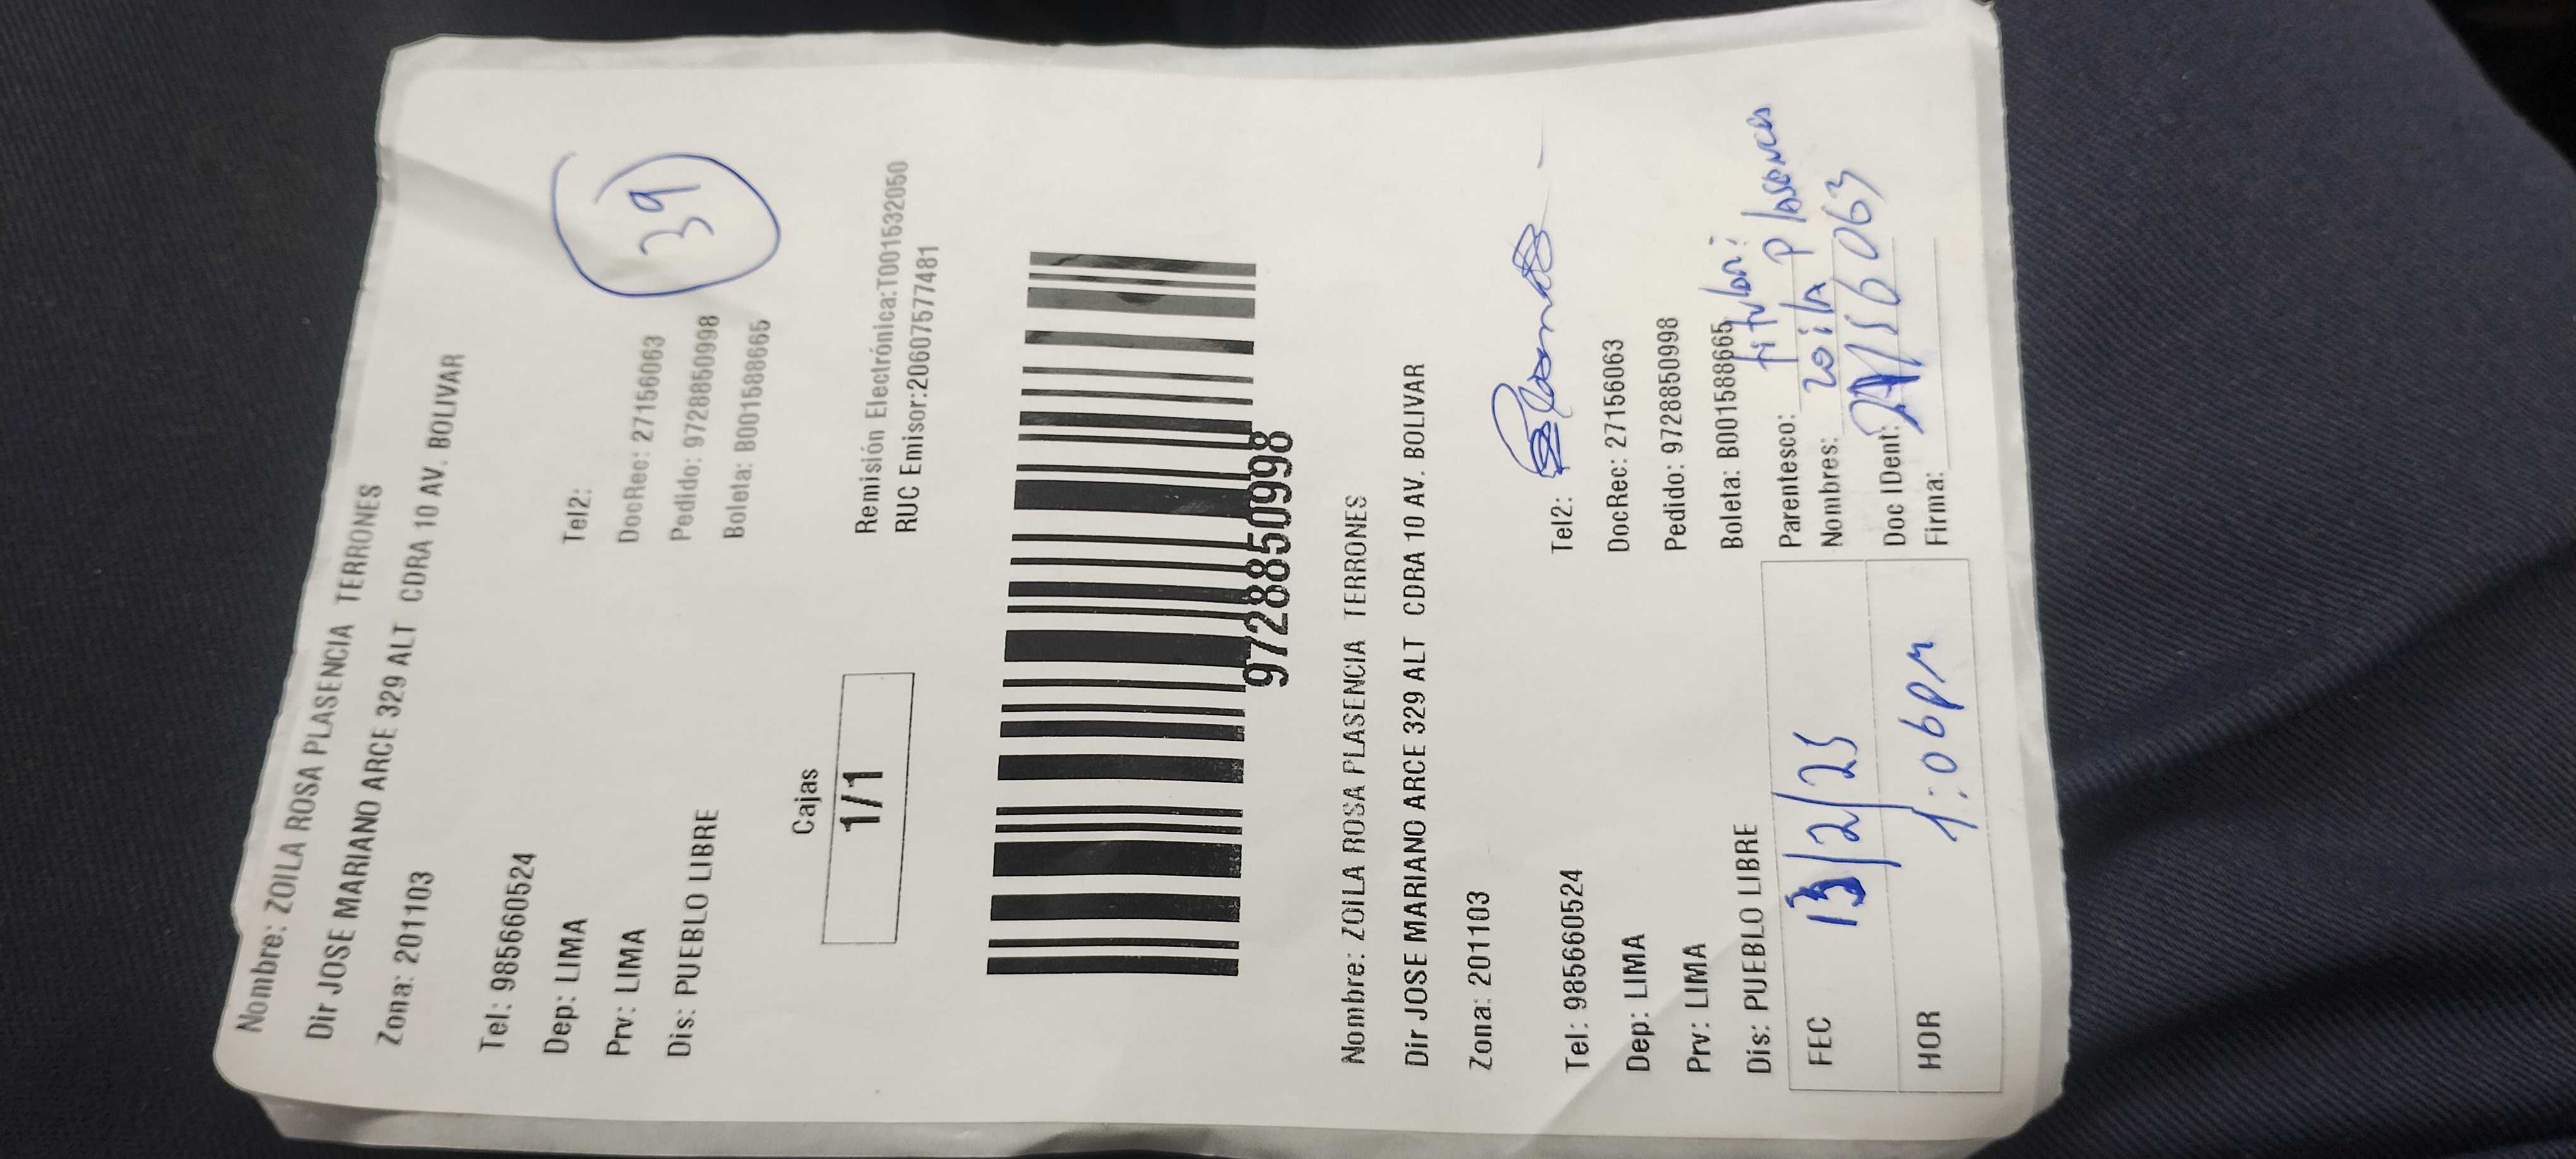 Nombre: ZOILA ROSA PLASENCIA TERRONES
Dir JOSE MARIANO ARCE 329 ALT CDRA 10 AV. BOLIVAR
Zona: 201103
Tel: 985660524 Tel2:
Dep: LIMA DocRec: 27156063
Prv: LIMA Pedido: 97288850998
Dis: PUEBLO LIBRE Boleta: B001588665
39
Cajas
1/1
Remisión Electrónica:T001532050
RUC Emisor:20607577481
97288850998
Nombre: ZOILA ROSA PLASENCIA TERRONES
Dir JOSE MARIANO ARCE 329 ALT CDRA 10 AV. BOLIVAR
Zona: 201103
Tel: 985660524 Tel2:
Dep: LIMA DocRec: 27156063
Prv: LIMA Pedido: 97288850998
Dis: PUEBLO LIBRE Boleta: B001588665
FEC 13/2/25 Parentesco: titular
Nombres: zoila Plasencia
HOR 1:06pm Doc IDent: 27156063
Firma: